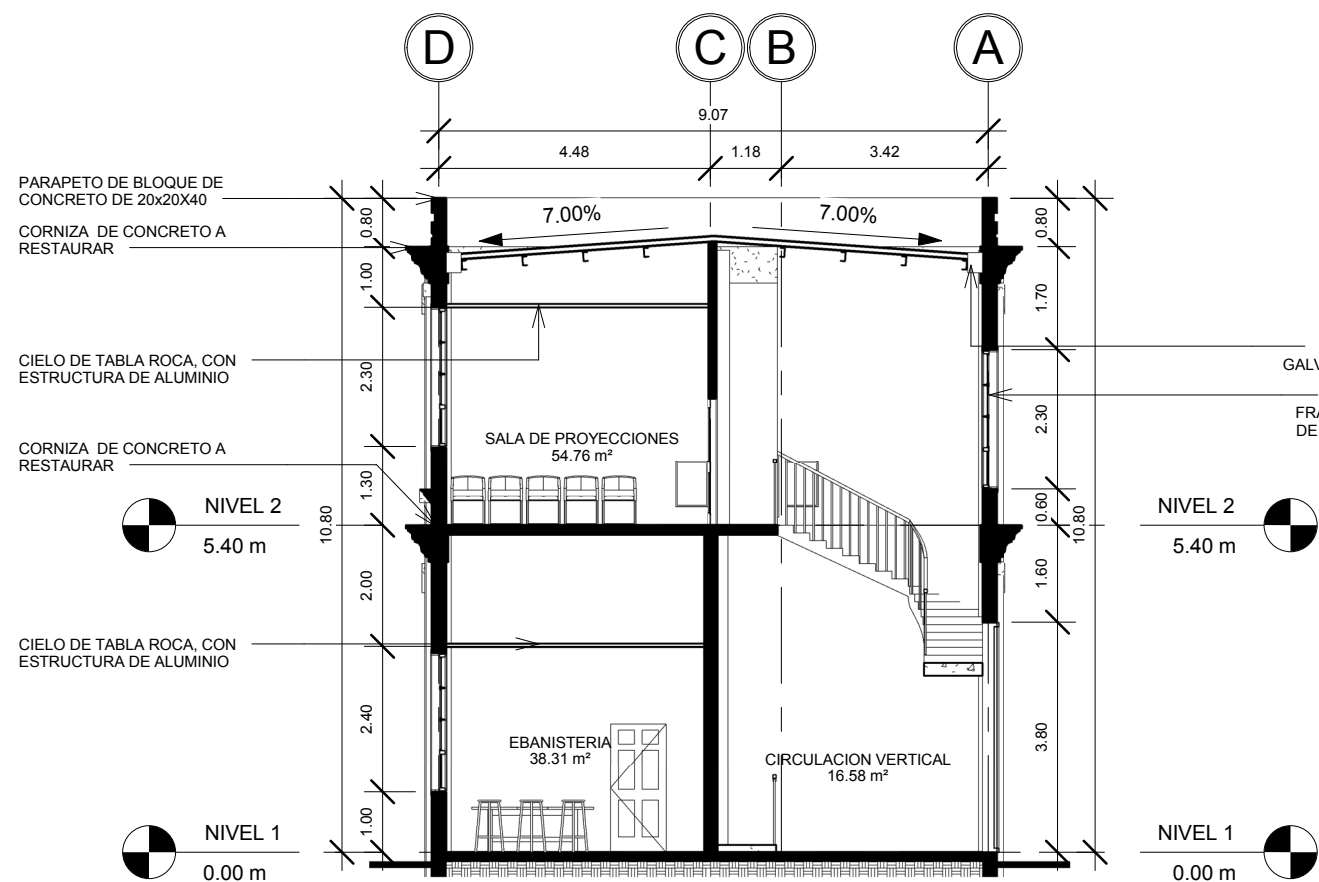 D
C
B
A
9.07
4.48
1.18
3.42
PARAPETO DE BLOQUE DE
CONCRETO DE 20x20X40
CORNIZA DE CONCRETO A
RESTAURAR
7.00%
7.00%
0.80
1.00
2.30
1.30
2.00
2.40
1.00
10.80
0.80
1.70
2.30
0.60
1.60
3.80
10.80
CIELO DE TABLA ROCA, CON
ESTRUCTURA DE ALUMINIO
GALV
FRA
DE
SALA DE PROYECCIONES
54.76 m²
CORNIZA DE CONCRETO A
RESTAURAR
NIVEL 2
5.40 m
NIVEL 2
5.40 m
CIELO DE TABLA ROCA, CON
ESTRUCTURA DE ALUMINIO
EBANISTERIA
38.31 m²
CIRCULACION VERTICAL
16.58 m²
NIVEL 1
0.00 m
NIVEL 1
0.00 m